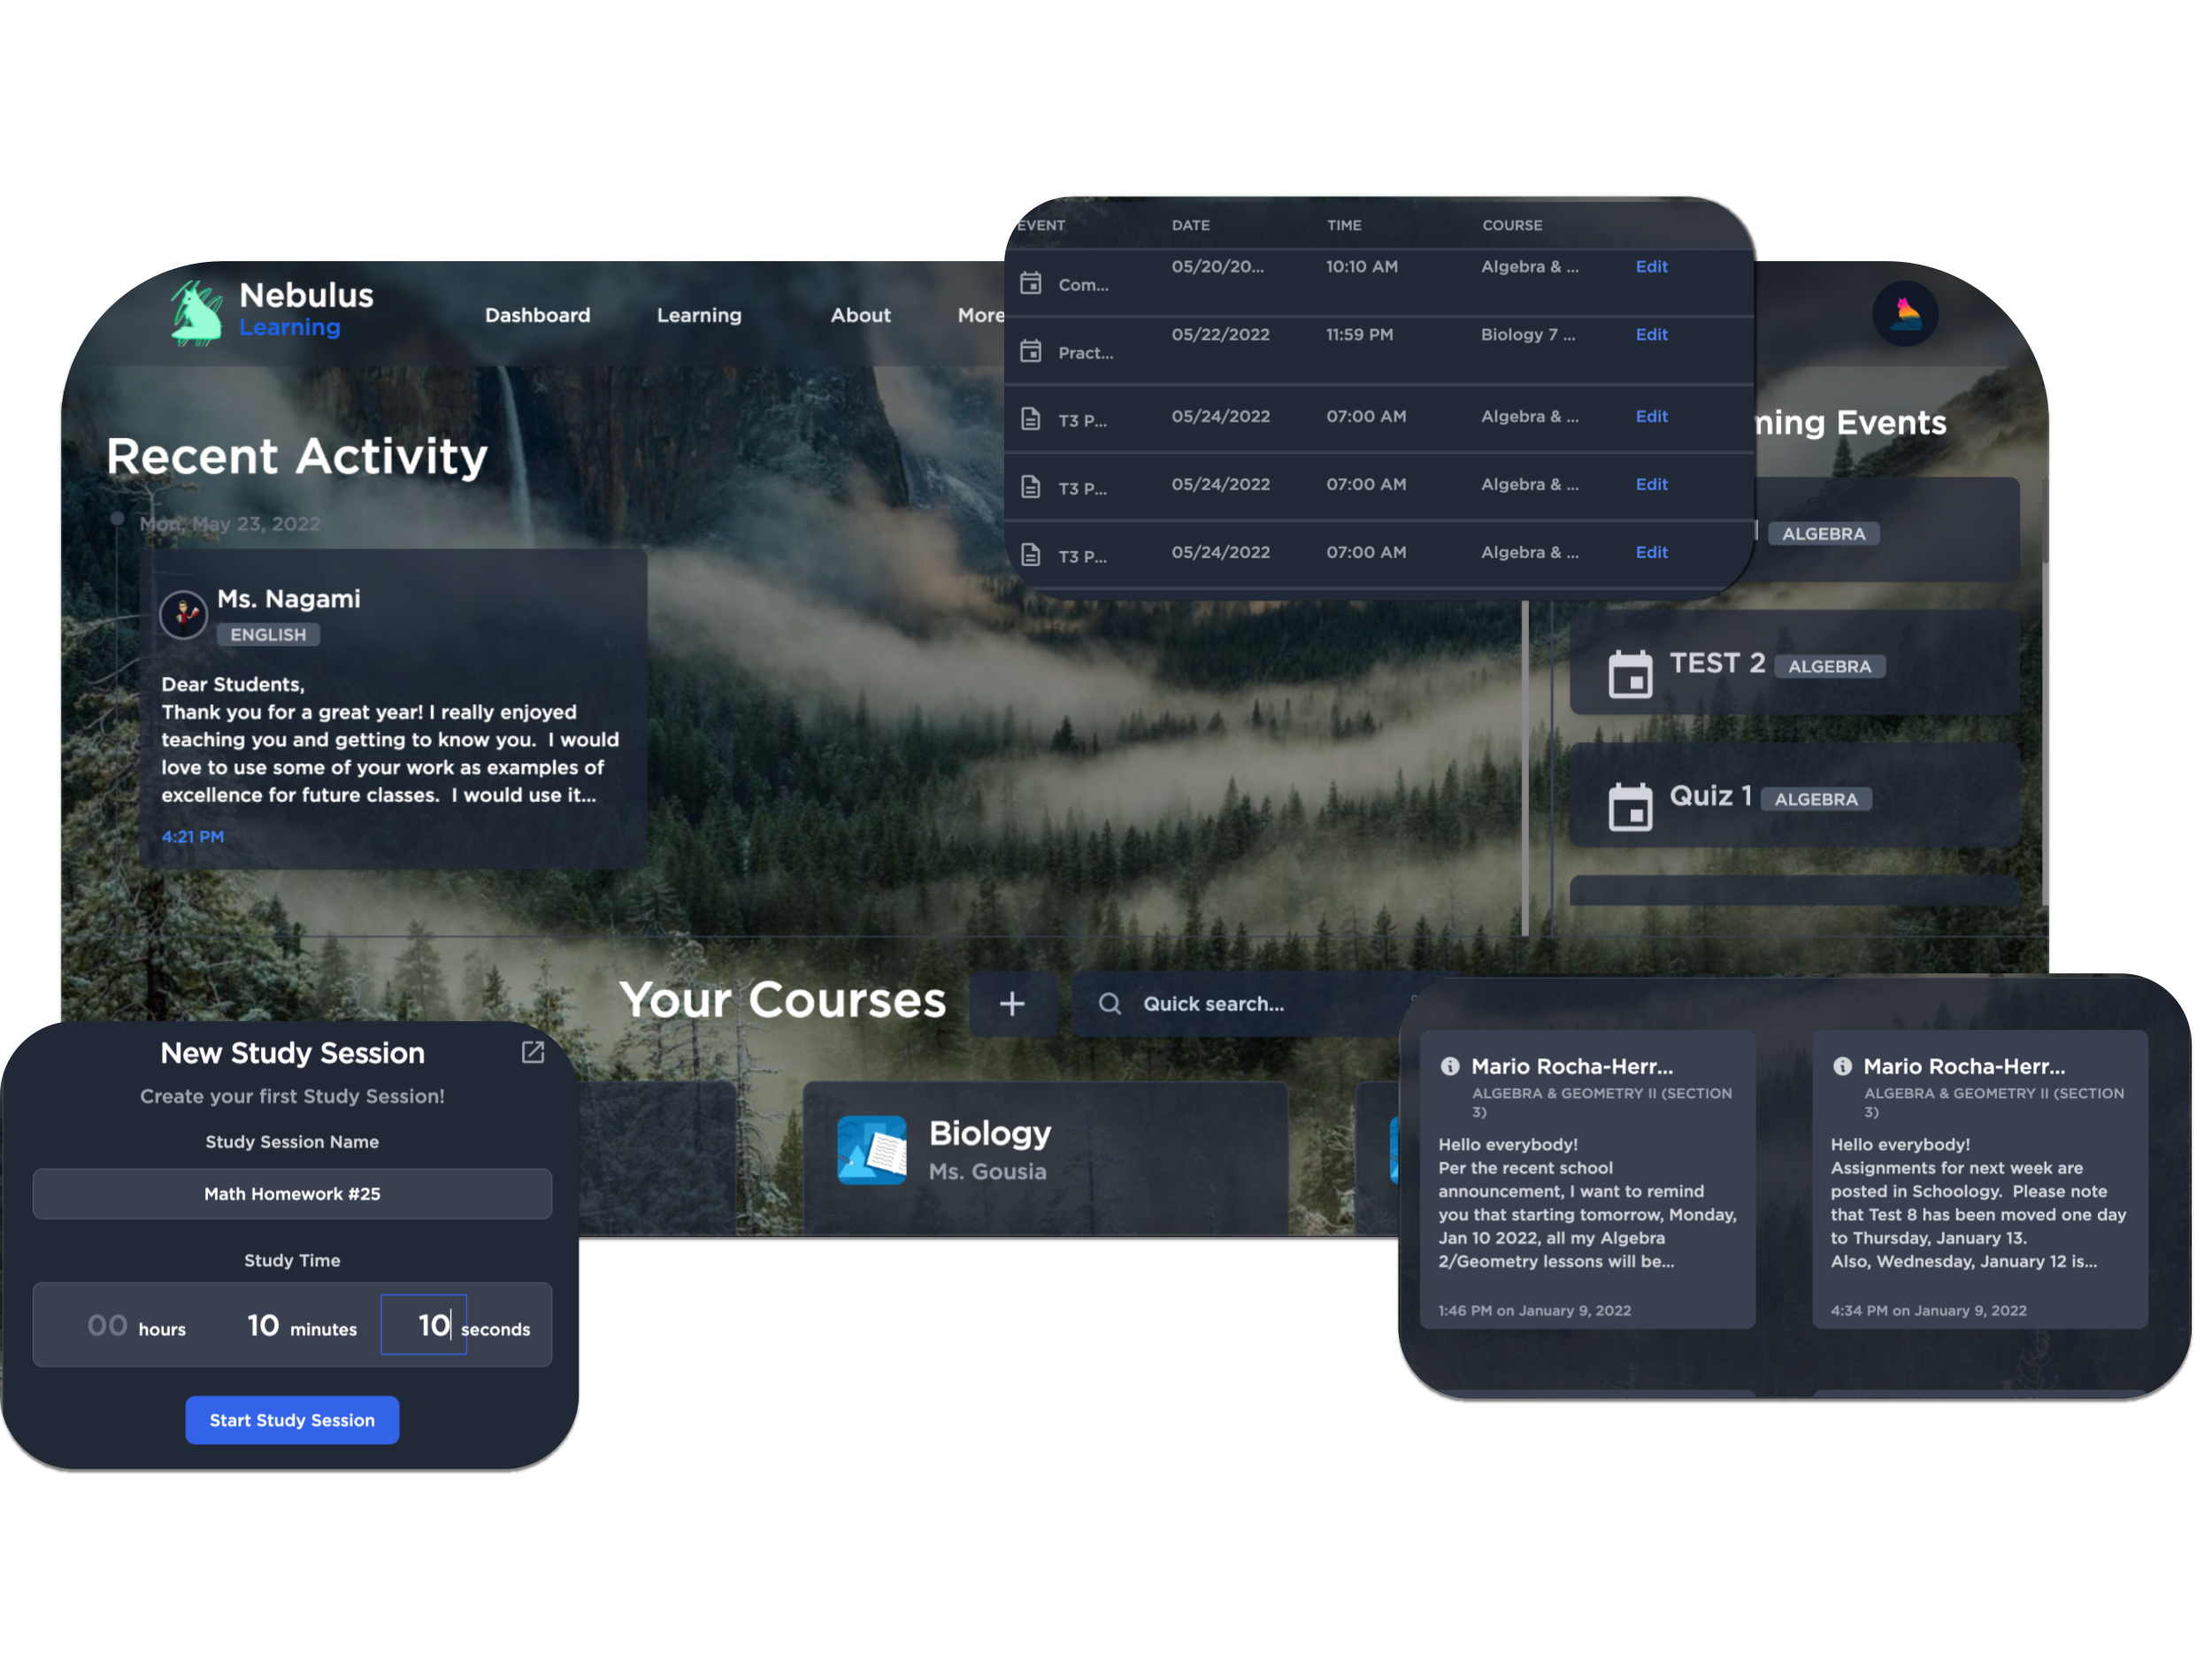 Nebulus
Learning
Dashboard
Learning
About
More
Recent Activity
Mon, May 23, 2022
Ms. Nagami
ENGLISH
Dear Students,
Thank you for a great year! I really enjoyed
teaching you and getting to know you.  I would
love to use some of your work as examples of
excellence for future classes.  I would use it...
4:21 PM
EVENT DATE TIME COURSE
Com... 05/20/20... 10:10 AM Algebra & ... Edit
Pract... 05/22/2022 11:59 PM Biology 7 ... Edit
T3 P... 05/24/2022 07:00 AM Algebra & ... Edit
T3 P... 05/24/2022 07:00 AM Algebra & ... Edit
T3 P... 05/24/2022 07:00 AM Algebra & ... Edit
ming Events
ALGEBRA
TEST 2 ALGEBRA
Quiz 1 ALGEBRA
Your Courses
+
Quick search...
Biology
Ms. Gousia
New Study Session
Create your first Study Session!
Study Session Name
Math Homework #25
Study Time
00 hours 10 minutes 10 seconds
Start Study Session
Mario Rocha-Herr...
ALGEBRA & GEOMETRY II (SECTION
3)
Hello everybody!
Per the recent school
announcement, I want to remind
you that starting tomorrow, Monday,
Jan 10 2022, all my Algebra
2/Geometry lessons will be...
1:46 PM on January 9, 2022
Mario Rocha-Herr...
ALGEBRA & GEOMETRY II (SECTION
3)
Hello everybody!
Assignments for next week are
posted in Schoology.  Please note
that Test 8 has been moved one day
to Thursday, January 13.
Also, Wednesday, January 12 is...
4:34 PM on January 9, 2022